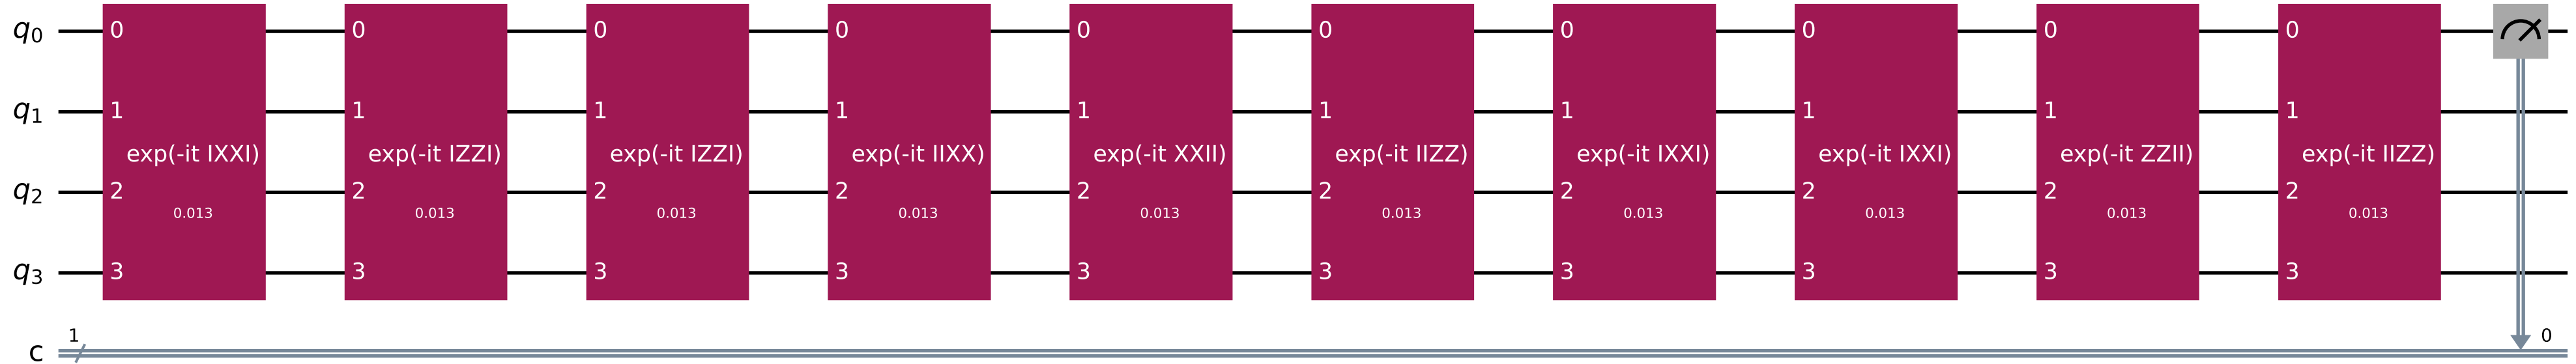 q0 0 0 0 0 0 0 0 0 0 0
q1 1 1 1 1 1 1 1 1 1 1
exp(-it IXXI) exp(-it IZZI) exp(-it IZZI) exp(-it IIXX) exp(-it XXII) exp(-it IIZZ) exp(-it IXXI) exp(-it IXXI) exp(-it ZZII) exp(-it IIZZ)
q2 2 2 2 2 2 2 2 2 2 2
0.013 0.013 0.013 0.013 0.013 0.013 0.013 0.013 0.013 0.013
q3 3 3 3 3 3 3 3 3 3 3
1 0
c